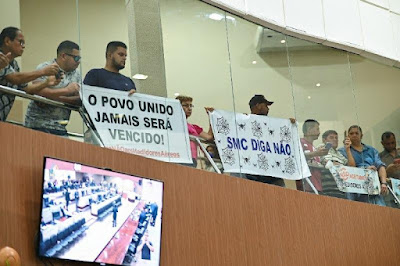 O POVO UNIDO
JAMAIS SERÁ
VENCIDO!
SMC DIGA NÃO